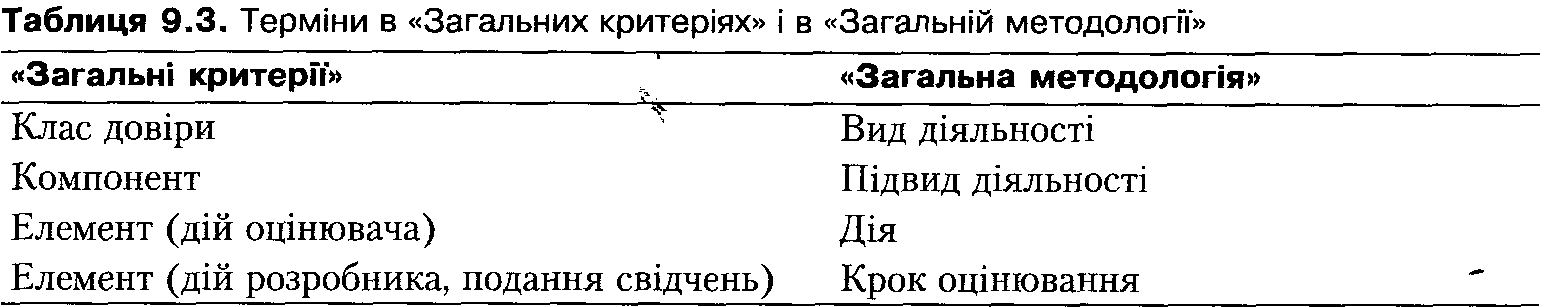 Таблиця 9.3. Терміни в «Загальних критеріях» і в «Загальній методології»
«Загальні критерії» «Загальна методологія»
Клас довіри Вид діяльності
Компонент Підвид діяльності
Елемент (дій оцінювача) Дія
Елемент (дій розробника, подання свідчень) Крок оцінювання